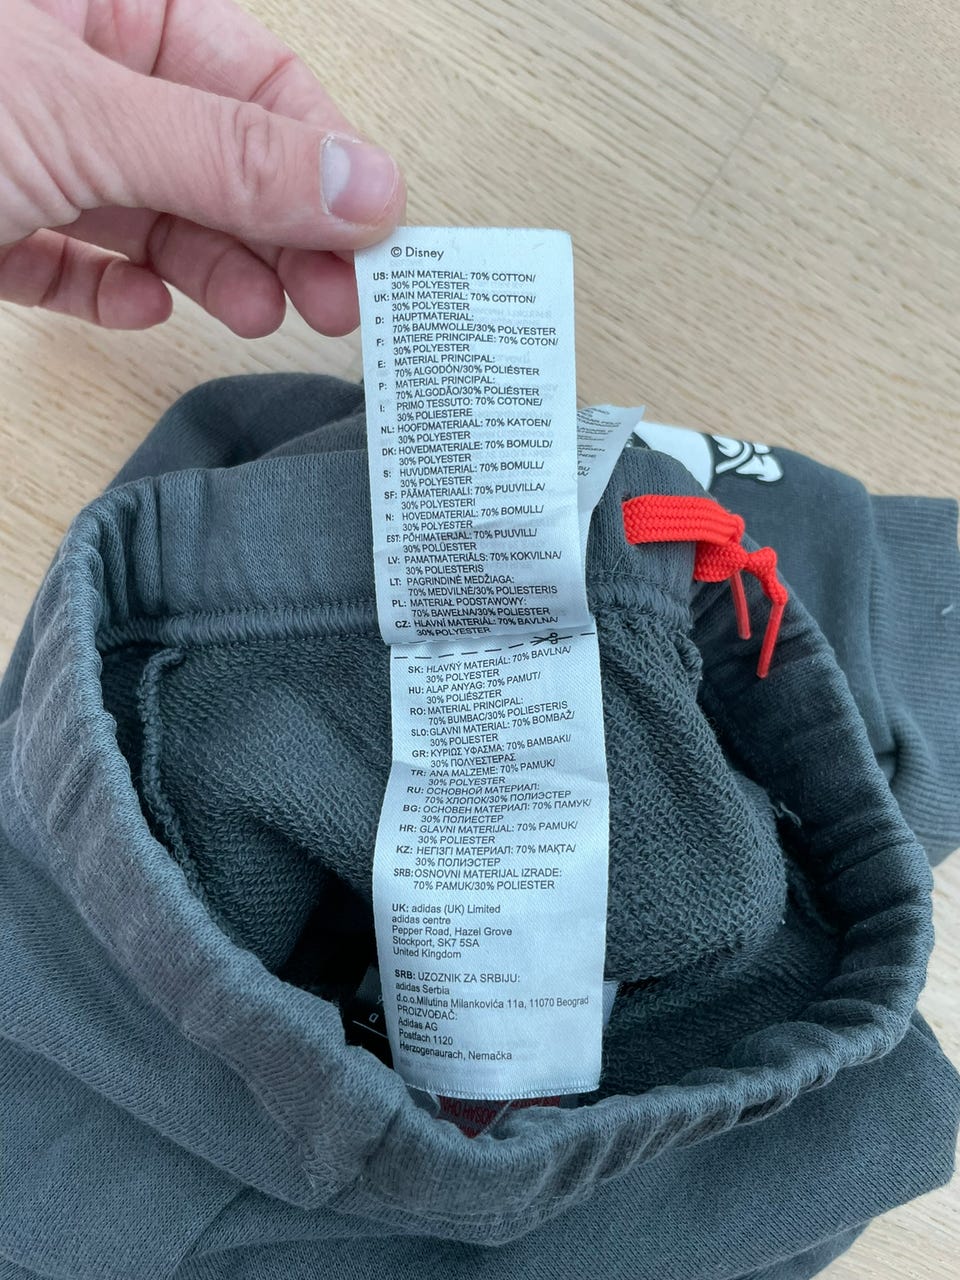 © Disney
US: MAIN MATERIAL: 70% COTTON/
30% POLYESTER
UK: MAIN MATERIAL: 70% COTTON/
30% POLYESTER
D: HAUPTMATERIAL:
70% BAUMWOLLE/30% POLYESTER
F: MATIERE PRINCIPALE: 70% COTON/
30% POLYESTER
E: MATERIAL PRINCIPAL:
70% ALGODÓN/30% POLIÉSTER
P: MATERIAL PRINCIPAL:
70% ALGODÃO/30% POLIÉSTER
I: PRIMO TESSUTO: 70% COTONE/
30% POLIESTERE
NL: HOOFDMATERIAAL: 70% KATOEN/
30% POLYESTER
DK: HOVEDMATERIALE: 70% BOMULD/
30% POLYESTER
S: HUVUDMATERIAL: 70% BOMULL/
30% POLYESTER
SF: PÄÄMATERIAALI: 70% PUUVILLA/
30% POLYESTERI
N: HOVEDMATERIAL: 70% BOMULL/
30% POLYESTER
EST: PÕHIMATERJAL: 70% PUUVILL/
30% POLÜESTER
LV: PAMATMATERIĀLS: 70% KOKVILNA/
30% POLIESTERIS
LT: PAGRINDINĖ MEDŽIAGA:
70% MEDVILNĖ/30% POLIESTERIS
PL: MATERIAŁ PODSTAWOWY:
70% BAWEŁNA/30% POLIESTER
CZ: HLAVNÍ MATERIÁL: 70% BAVLNA/
30% POLYESTER
SK: HLAVNÝ MATERIÁL: 70% BAVLNA/
30% POLYESTER
HU: ALAP ANYAG: 70% PAMUT/
30% POLIÉSZTER
RO: MATERIAL PRINCIPAL:
70% BUMBAC/30% POLIESTERIS
SLO: GLAVNI MATERIAL: 70% BOMBAŽ/
30% POLIESTER
GR: ΚΥΡΙΩΣ ΥΦΑΣΜΑ: 70% ΒΑΜΒΑΚΙ/
30% ΠΟΛΥΕΣΤΕΡΑΣ
TR: ANA MALZEME: 70% PAMUK/
30% POLYESTER
RU: ОСНОВНОЙ МАТЕРИАЛ:
70% ХЛОПОК/30% ПОЛИЭСТЕР
BG: ОСНОВЕН МАТЕРИАЛ: 70% ПАМУК/
30% ПОЛИЕСТЕР
HR: GLAVNI MATERIJAL: 70% PAMUK/
30% POLIESTER
KZ: НЕГІЗГІ МАТЕРИАЛ: 70% МАҚТА/
30% ПОЛИЭСТЕР
SRB: OSNOVNI MATERIJAL IZRADE:
70% PAMUK/30% POLIESTER
UK: adidas (UK) Limited
adidas centre
Pepper Road, Hazel Grove
Stockport, SK7 5SA
United Kingdom
SRB: UZOZNIK ZA SRBIJU:
adidas Serbia
d.o.o.Milutina Milankovića 11a, 11070 Beograd
PROIZVOĐAČ:
Adidas AG
Postfach 1120
Herzogenaurach, Nemačka